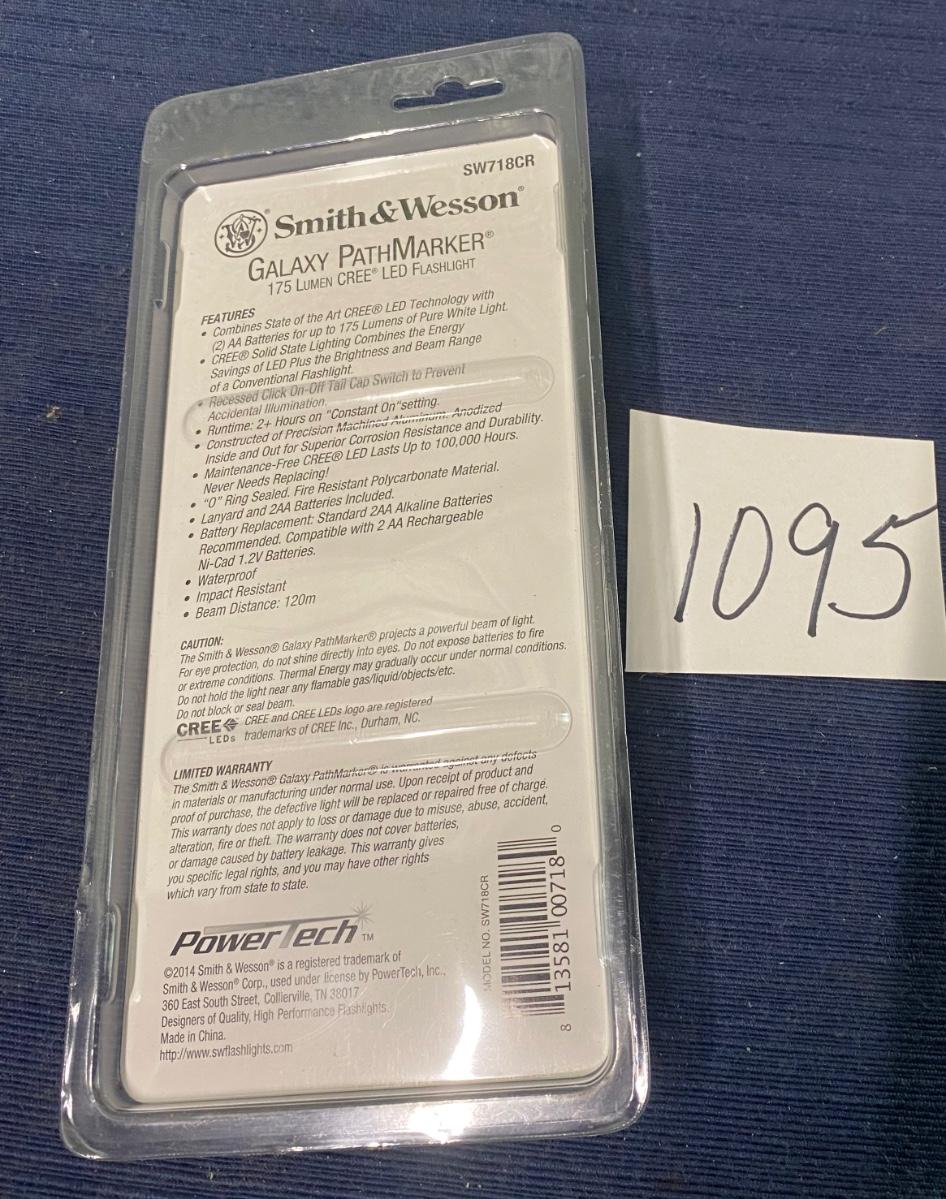 SW718CR
Smith & Wesson®
GALAXY PATHMARKER®
175 LUMEN CREE® LED FLASHLIGHT
FEATURES
• Combines State of the Art CREE® LED Technology with
(2) AA Batteries for up to 175 Lumens of Pure White Light.
• CREE® Solid State Lighting Combines the Energy
Savings of LED Plus the Brightness and Beam Range
of a Conventional Flashlight.
• Recessed Click On-Off Tail Cap Switch to Prevent
Accidental Illumination.
• Runtime: 2+ Hours on "Constant On"setting.
• Constructed of Precision Machined Aluminum. Anodized
Inside and Out for Superior Corrosion Resistance and Durability.
• Maintenance-Free CREE® LED Lasts Up to 100,000 Hours.
Never Needs Replacing!
• "O" Ring Sealed. Fire Resistant Polycarbonate Material.
• Lanyard and 2AA Batteries Included.
• Battery Replacement: Standard 2AA Alkaline Batteries
Recommended. Compatible with 2 AA Rechargeable
Ni-Cad 1.2V Batteries.
• Waterproof
• Impact Resistant
• Beam Distance: 120m
CAUTION:
The Smith & Wesson® Galaxy PathMarker® projects a powerful beam of light.
For eye protection, do not shine directly into eyes. Do not expose batteries to fire
or extreme conditions. Thermal Energy may gradually occur under normal conditions.
Do not hold the light near any flamable gas/liquid/objects/etc.
Do not block or seal beam.
CREE LEDs
CREE and CREE LEDs logo are registered
trademarks of CREE Inc., Durham, NC.
LIMITED WARRANTY
The Smith & Wesson® Galaxy PathMarker® is warranted against any defects
in materials or manufacturing under normal use. Upon receipt of product and
proof of purchase, the defective light will be replaced or repaired free of charge.
This warranty does not apply to loss or damage due to misuse, abuse, accident,
alteration, fire or theft. The warranty does not cover batteries,
or damage caused by battery leakage. This warranty gives
you specific legal rights, and you may have other rights
which vary from state to state.
PowerTech™
©2014 Smith & Wesson® is a registered trademark of
Smith & Wesson® Corp., used under license by PowerTech, Inc.,
360 East South Street, Collierville, TN 38017
Designers of Quality, High Performance Flashlights.
Made in China.
http://www.swflashlights.com
MODEL NO. SW718CR
8 13581 00718 0
1095